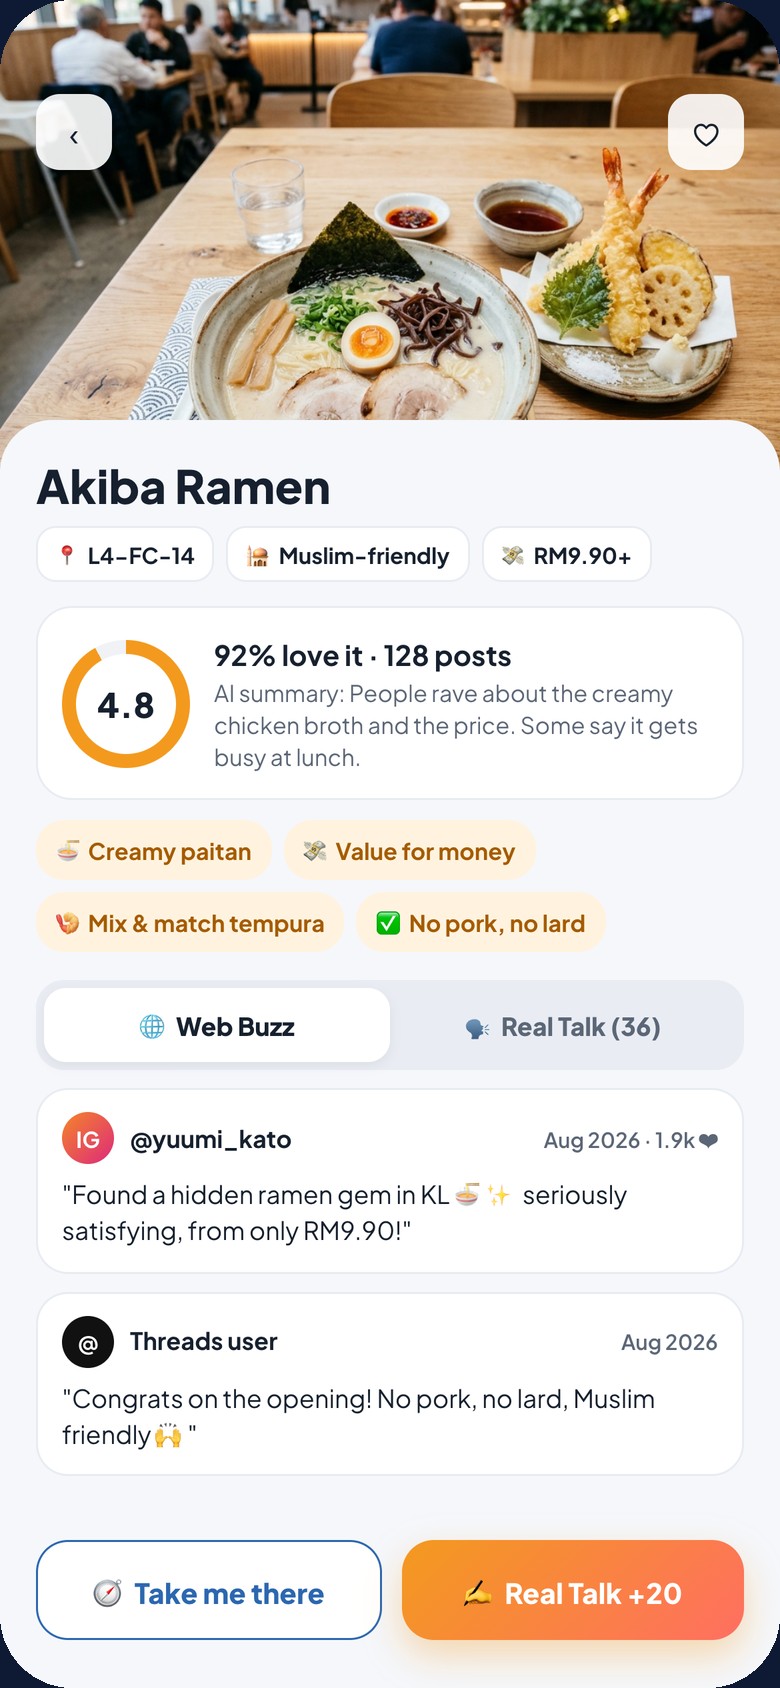 ‹
Akiba Ramen
📍 L4-FC-14
🕌 Muslim-friendly
💸 RM9.90+
4.8
92% love it · 128 posts
AI summary: People rave about the creamy
chicken broth and the price. Some say it gets
busy at lunch.
🍜 Creamy paitan
💸 Value for money
🍤 Mix & match tempura
✅ No pork, no lard
🌐 Web Buzz
🗣️ Real Talk (36)
IG
@yuumi_kato
Aug 2026 · 1.9k ❤
"Found a hidden ramen gem in KL 🍜✨ seriously
satisfying, from only RM9.90!"
@
Threads user
Aug 2026
"Congrats on the opening! No pork, no lard, Muslim
friendly 🙌"
🧭 Take me there
✍️ Real Talk +20